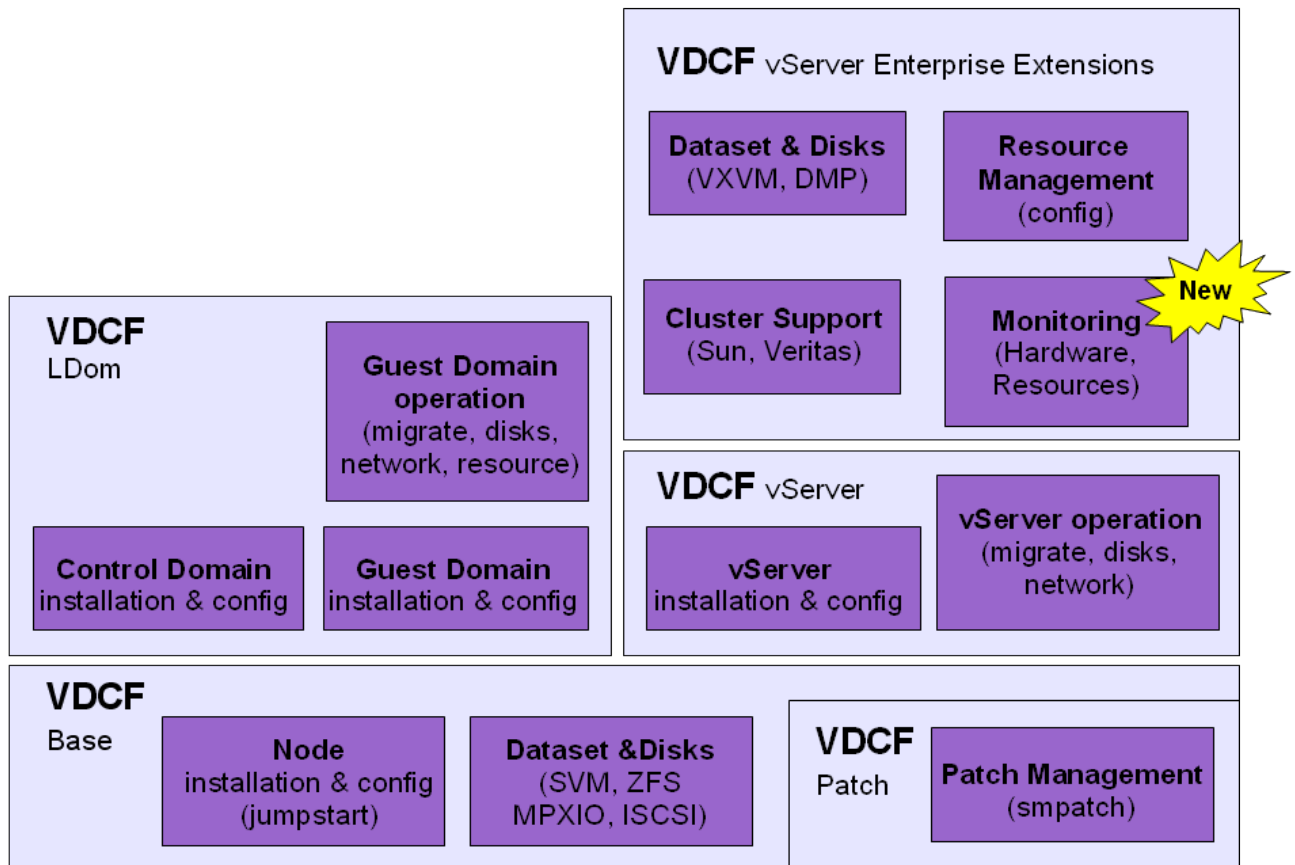 VDCF vServer Enterprise Extensions
Dataset & Disks
(VXVM, DMP)
Resource
Management
(config)
Cluster Support
(Sun, Veritas)
New
Monitoring
(Hardware,
Resources)
VDCF
LDom
Guest Domain
operation
(migrate, disks,
network, resource)
Control Domain
installation & config
Guest Domain
installation & config
VDCF vServer
vServer
installation & config
vServer operation
(migrate, disks,
network)
VDCF
Base
Node
installation & config
(jumpstart)
Dataset &Disks
(SVM, ZFS
MPXIO, ISCSI)
VDCF
Patch
Patch Management
(smpatch)